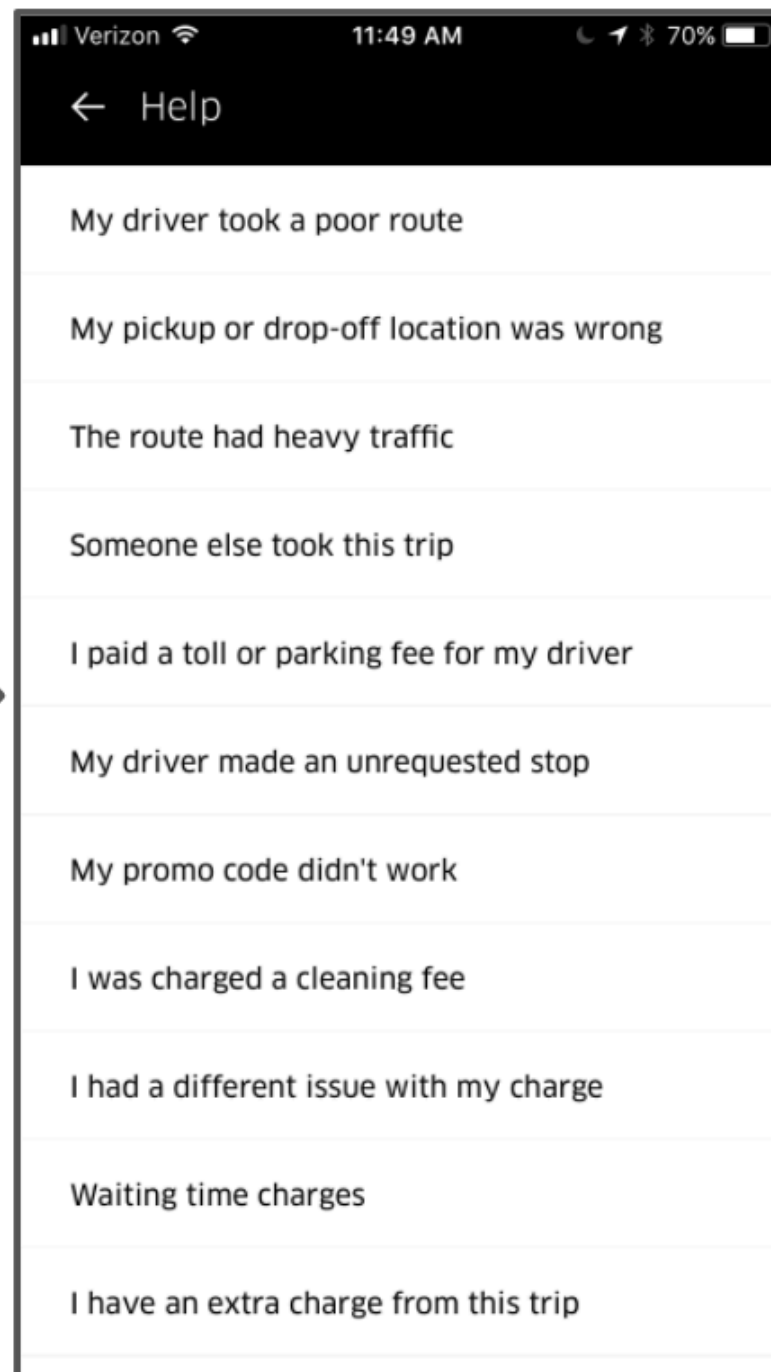 Verizon 11:49 AM 70%
← Help
My driver took a poor route
My pickup or drop-off location was wrong
The route had heavy traffic
Someone else took this trip
I paid a toll or parking fee for my driver
My driver made an unrequested stop
My promo code didn't work
I was charged a cleaning fee
I had a different issue with my charge
Waiting time charges
I have an extra charge from this trip